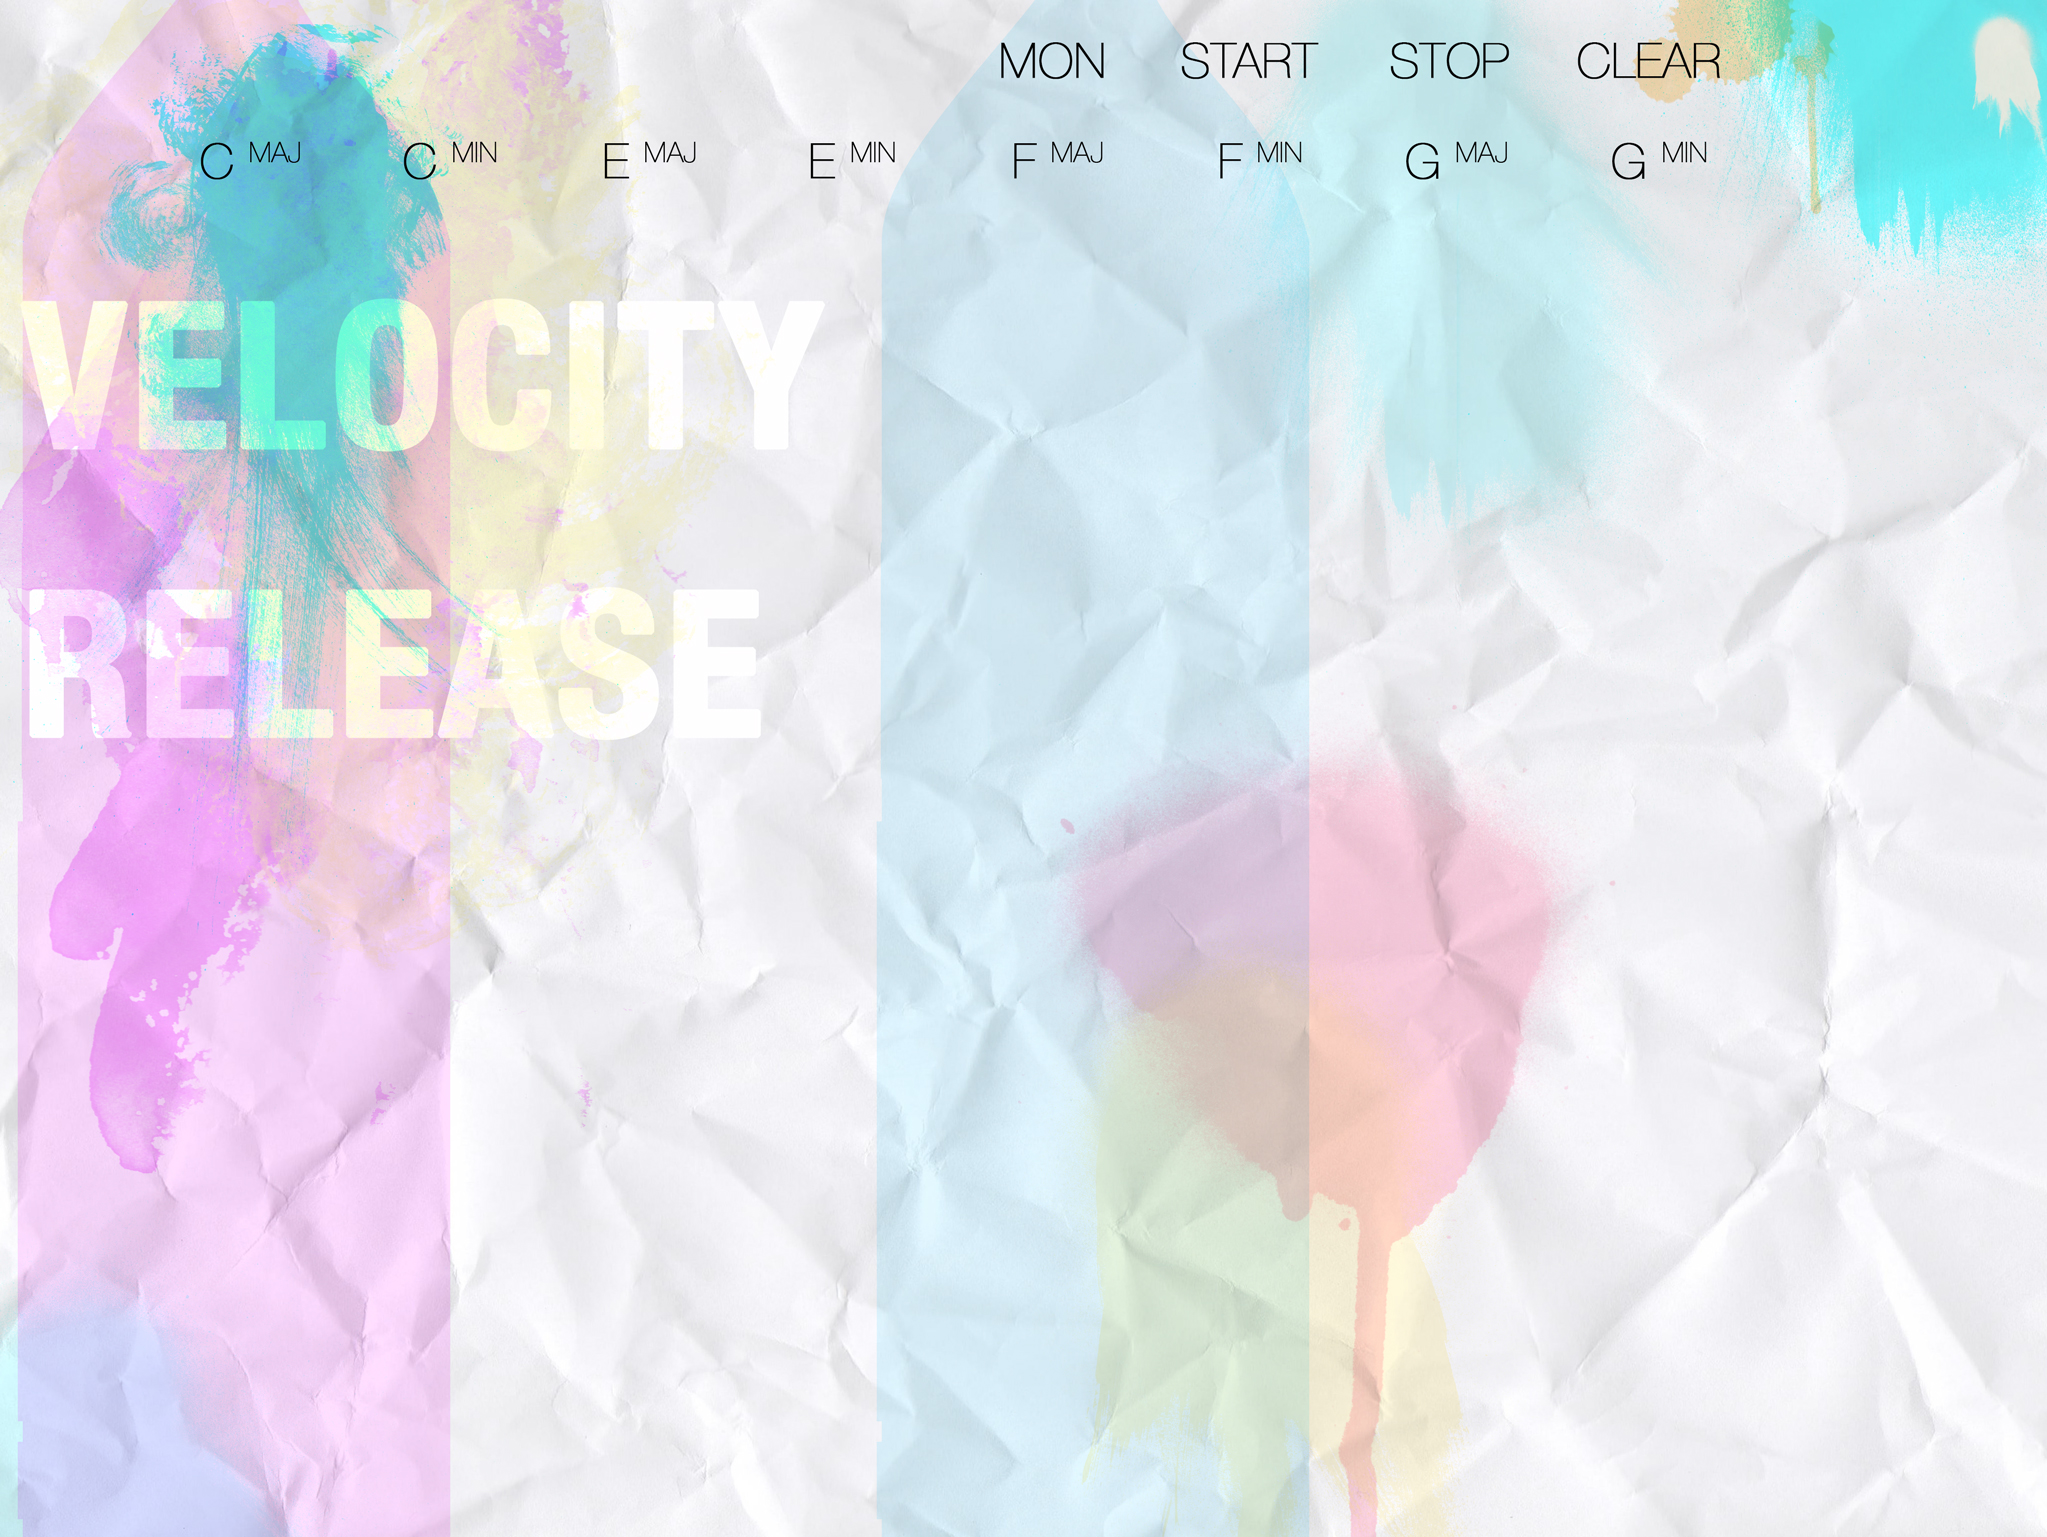 MON START STOP CLEAR
C MAJ C MIN E MAJ E MIN F MAJ F MIN G MAJ G MIN
VELOCITY
RELEASE